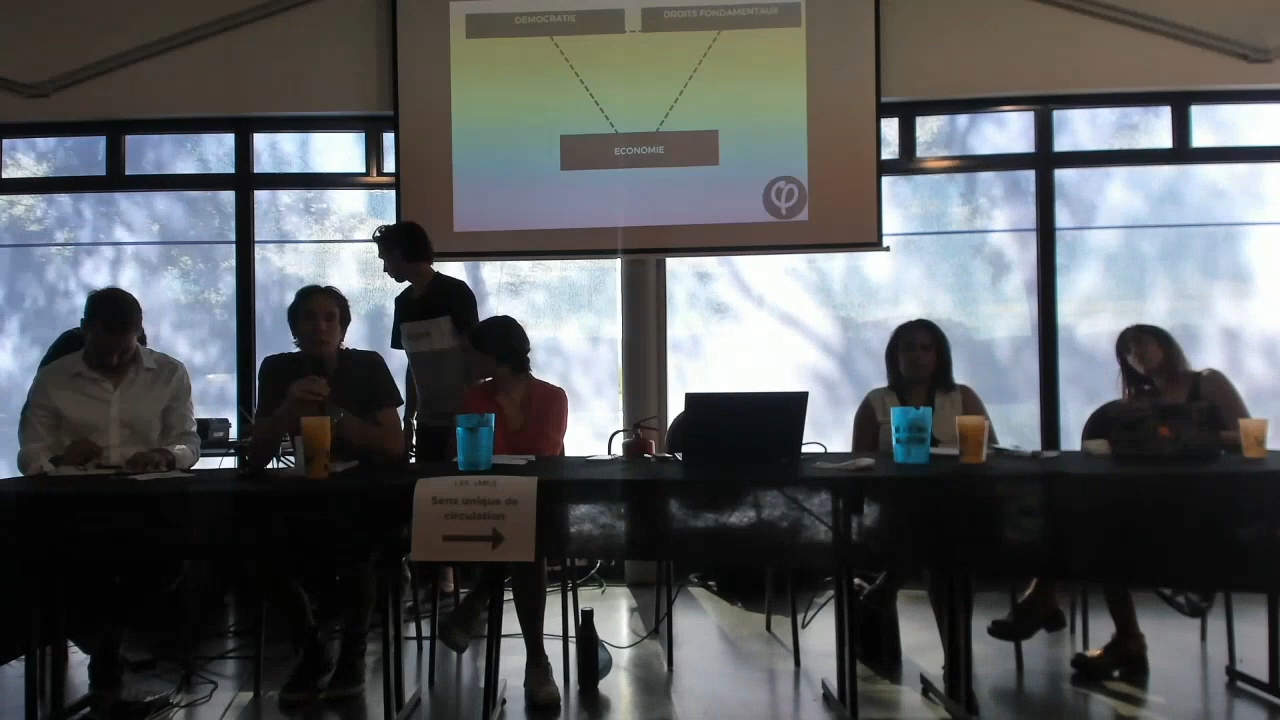 DEMOCRATIE
DROITS FONDAMENTAUX
ECONOMIE
φ
Sens unique de
circulation